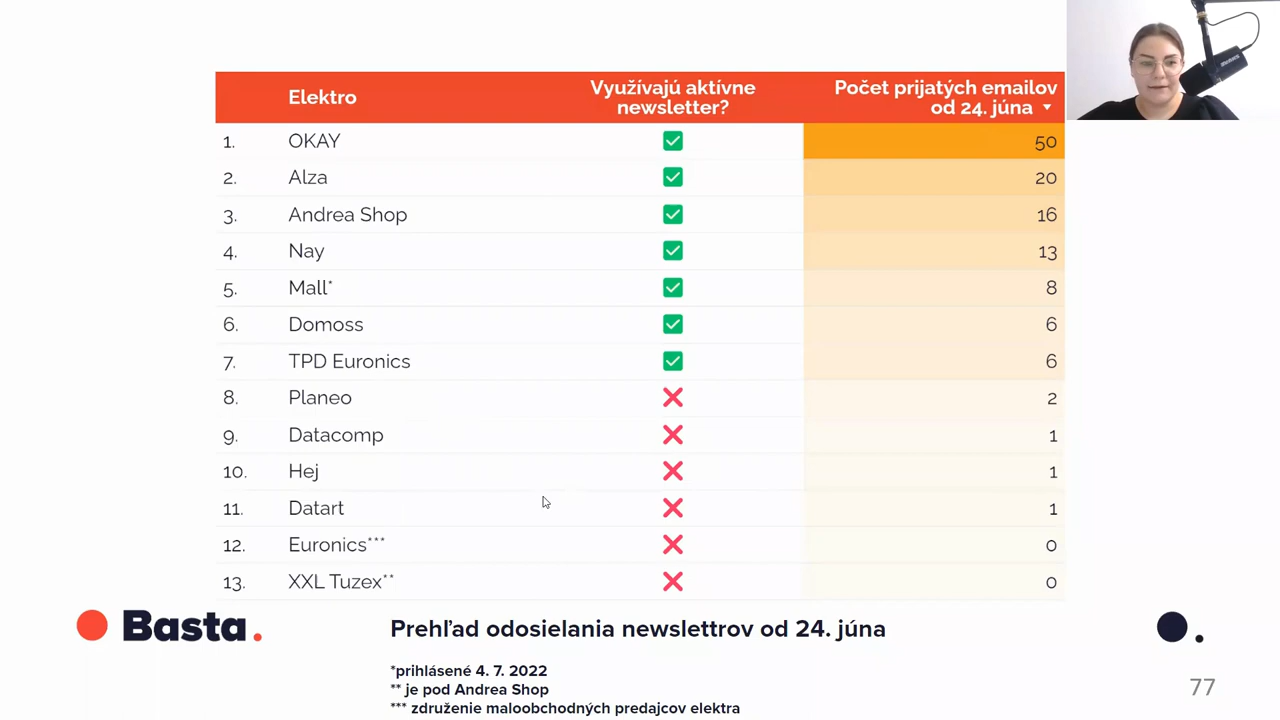 Elektro Využívajú aktívne newsletter? Počet prijatých emailov od 24. júna
1. OKAY 50
2. Alza 20
3. Andrea Shop 16
4. Nay 13
5. Mall* 8
6. Domoss 6
7. TPD Euronics 6
8. Planeo 2
9. Datacomp 1
10. Hej 1
11. Datart 1
12. Euronics*** 0
13. XXL Tuzex** 0
Basta.
Prehľad odosielania newslettrov od 24. júna
*prihlásené 4. 7. 2022
** je pod Andrea Shop
*** združenie maloobchodných predajcov elektra
77